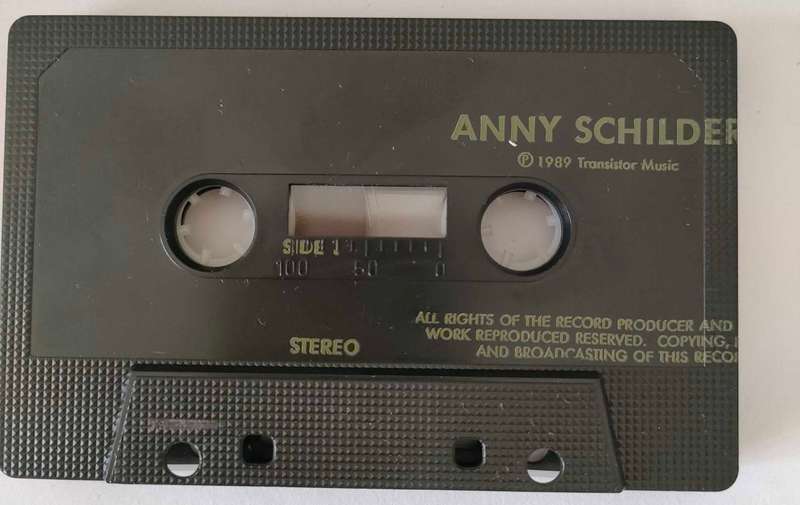 ANNY SCHILDER
℗ 1989 Transistor Music
SIDE 1
100 50 0
STEREO
ALL RIGHTS OF THE RECORD PRODUCER AND
WORK REPRODUCED RESERVED. COPYING,
AND BROADCASTING OF THIS RECO